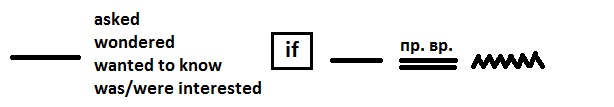 asked
wondered
wanted to know
was/were interested
if
пр. вр.